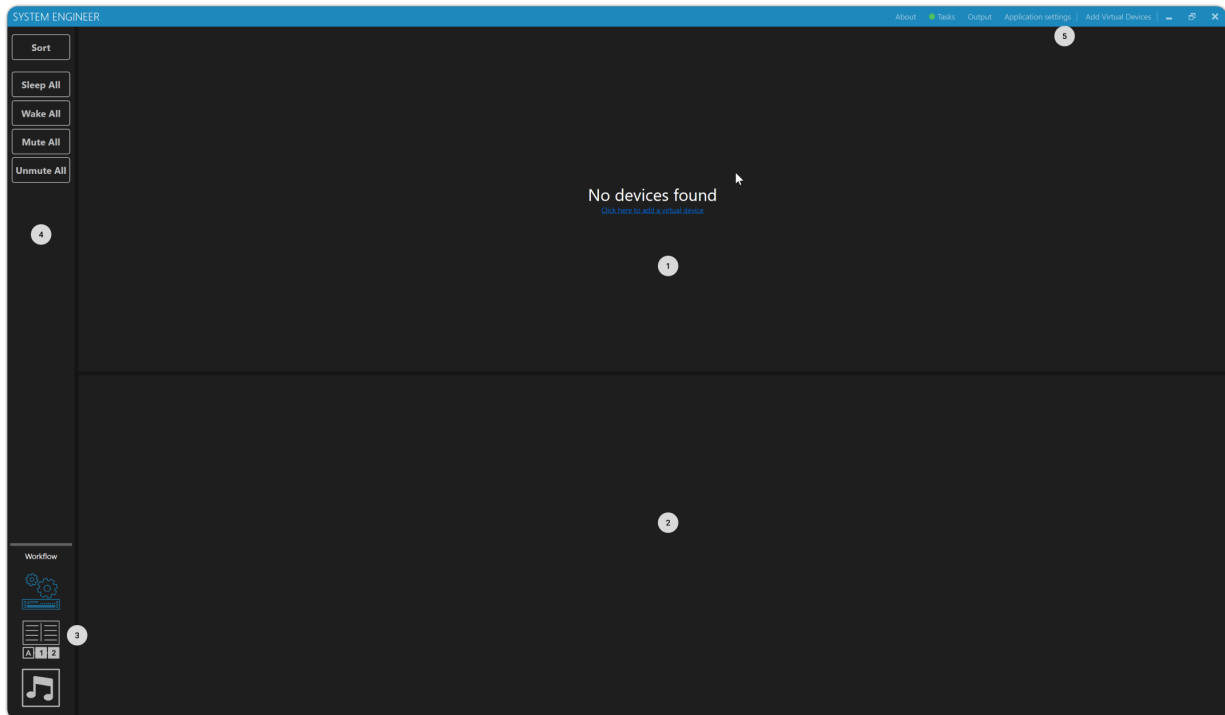 SYSTEM ENGINEER
About Tasks Output Application settings Add Virtual Devices
5
Sort
Sleep All
Wake All
Mute All
Unmute All
4
No devices found
Click here to add a virtual device
1
2
Workflow
3
A 1 2